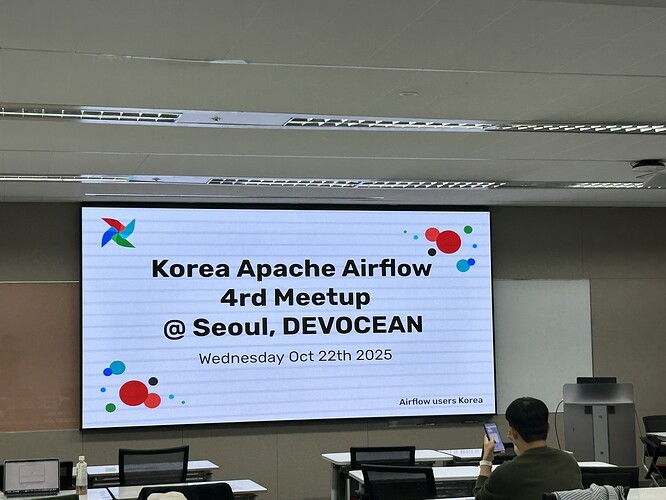 Korea Apache Airflow
4rd Meetup
@ Seoul, DEVOCEAN
Wednesday Oct 22th 2025
Airflow users Korea